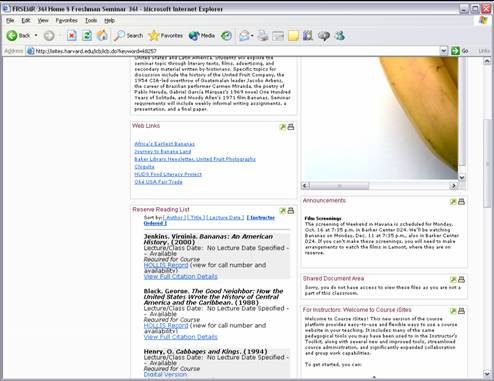 FRSEMR 36l Home § Freshman Seminar 36l - Microsoft Internet Explorer
File Edit View Favorites Tools Help
Back Search Favorites Media
Address http://isites.harvard.edu/icb/icb.do?keyword=k8257 Go Links
United States and Latin America. Students will explore the
seminar topic through literary texts, films, advertising, and
secondary material written by historians. Specific topics for
discussion include the history of the United Fruit Company, the
1954 CIA-led overthrow of Guatemalan leader Jacobo Arbenz,
the career of Brazilian performer Carmen Miranda, the poetry of
Pablo Neruda, Gabriel García Márquez's 1969 novel One Hundred
Years of Solitude, and Woody Allen's 1971 film Bananas. Seminar
requirements will include weekly informal writing assignments, a
presentation, and a final paper.
Web Links
Africa's Earliest Bananas
Journey to Banana Land
Baker Library Newsletter, United Fruit Photographs
Chiquita
HUDS Food Literacy Project
Oké USA Fair Trade
Reserve Reading List
Sort by:[ Author ] [ Title ] [ Lecture Date ] [ Instructor
Ordered ]
Jenkins. Virginia. Bananas: An American
History. (2000)
Lecture/Class Date: No Lecture Date Specified -
- Available
Required for Course
HOLLIS Record (view for call number and
availability)
View Full Citation Details
Black. George. The Good Neighbor: How the
United States Wrote the History of Central
America and the Caribbean. (1988)
Lecture/Class Date: No Lecture Date Specified -
- Available
Required for Course
HOLLIS Record (view for call number and
availability)
View Full Citation Details
Henry, O. Cabbages and Kings. (1994)
Lecture/Class Date: No Lecture Date Specified -
- Available
Required for Course
Digital Version
Announcements
Film Screenings
The screening of Weekend in Havana is scheduled for Monday,
Oct. 16 at 7:35 p.m. in Barker Center 024. We'll be watching
Bananas on Monday, Dec. 11 at 7:35 p.m., also in Barker Center
024. If you can't make these screenings, you will need to make
arrangements to watch the films in Lamont, where they are on
reserve.
Shared Document Area
Sorry, you do not have access to view these files as you are not a
part of this classroom.
For Instructors: Welcome to Course iSites
Welcome to Course iSites! This new version of the course
platform provides easy-to-use and flexible ways to use a course
website in your teaching. It includes many of the same
pedagogical tools you may have been used to in the Instructor's
Toolkit, along with several new and improved tools, streamlined
course administration, and significantly expanded collaboration
and group work capabilities.
To get started, you can: